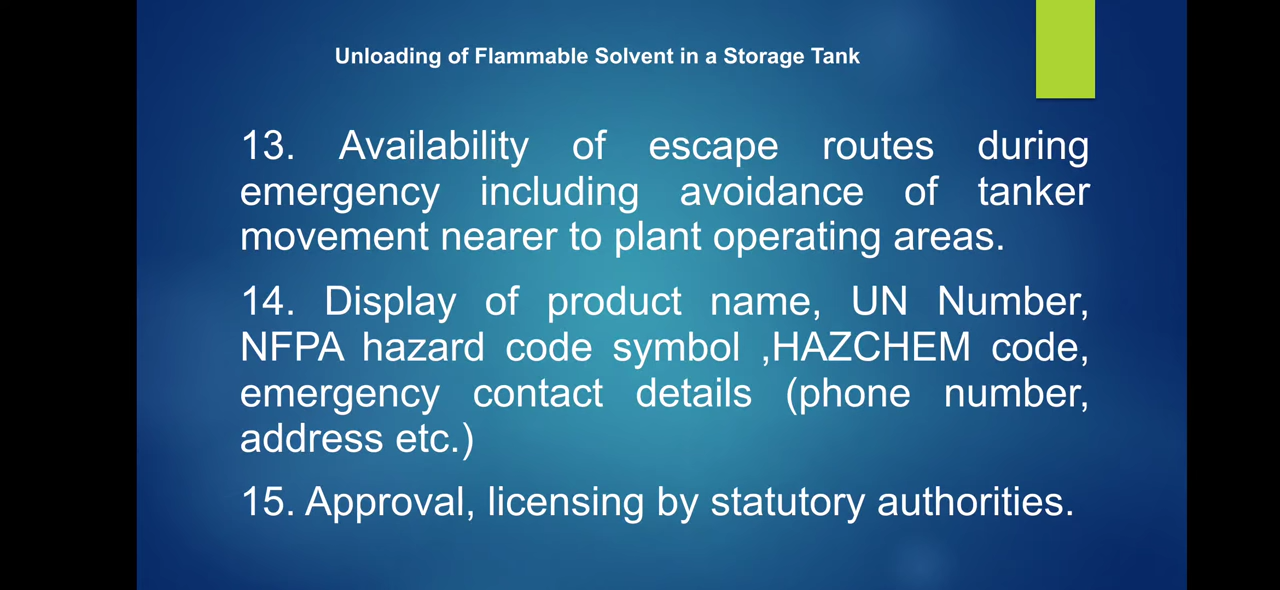 Unloading of Flammable Solvent in a Storage Tank
13. Availability of escape routes during
emergency including avoidance of tanker
movement nearer to plant operating areas.
14. Display of product name, UN Number,
NFPA hazard code symbol ,HAZCHEM code,
emergency contact details (phone number,
address etc.)
15. Approval, licensing by statutory authorities.